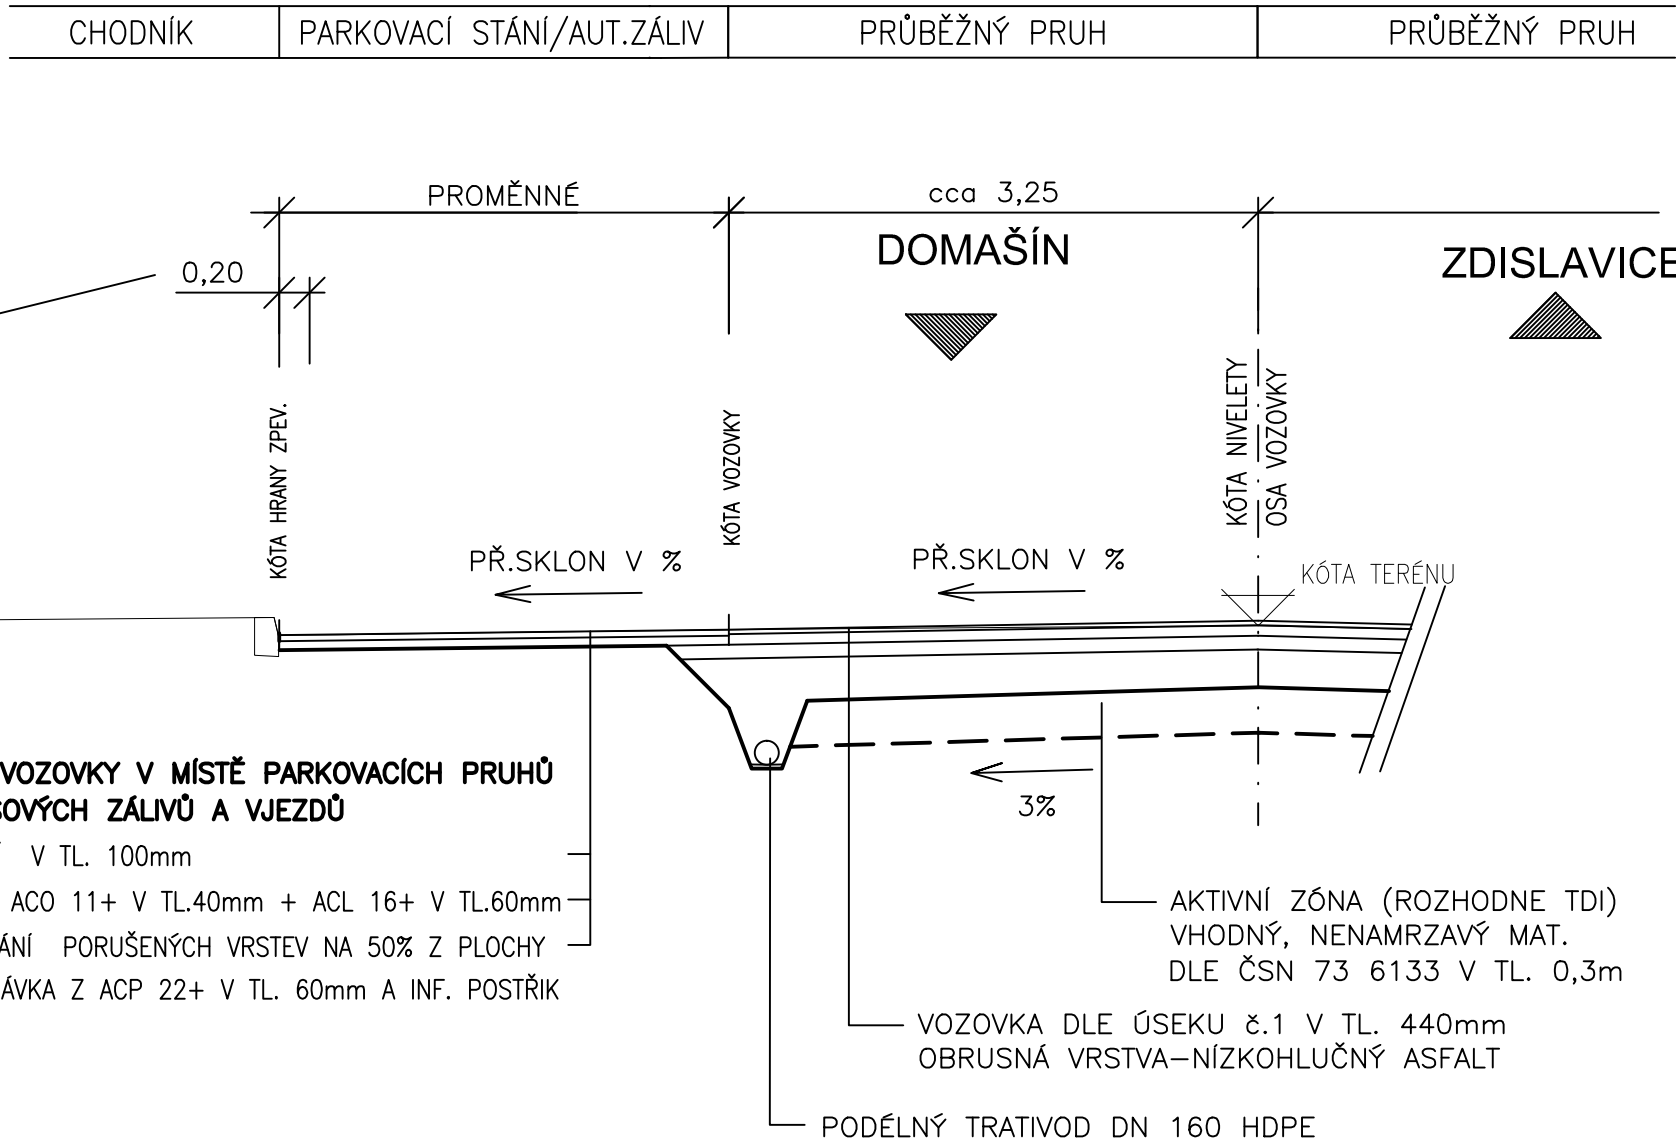 CHODNÍK
PARKOVACÍ STÁNÍ/AUT.ZÁLIV
PRŮBĚŽNÝ PRUH
PRŮBĚŽNÝ PRUH
PROMĚNNÉ
cca 3,25
0,20
DOMAŠÍN
ZDISLAVICE
KÓTA HRANY ZPEV.
KÓTA VOZOVKY
KÓTA NIVELETY
OSA VOZOVKY
PŘ.SKLON V %
PŘ.SKLON V %
KÓTA TERÉNU
3%
VOZOVKY V MÍSTĚ PARKOVACÍCH PRUHŮ
SOVÝCH ZÁLIVŮ A VJEZDŮ
V TL. 100mm
ACO 11+ V TL.40mm + ACL 16+ V TL.60mm
ÁNÍ PORUŠENÝCH VRSTEV NA 50% Z PLOCHY
ÁVKA Z ACP 22+ V TL. 60mm A INF. POSTŘIK
AKTIVNÍ ZÓNA (ROZHODNE TDI)
VHODNÝ, NENAMRZAVÝ MAT.
DLE ČSN 73 6133 V TL. 0,3m
VOZOVKA DLE ÚSEKU č.1 V TL. 440mm
OBRUSNÁ VRSTVA-NÍZKOHLUČNÝ ASFALT
PODÉLNÝ TRATIVOD DN 160 HDPE